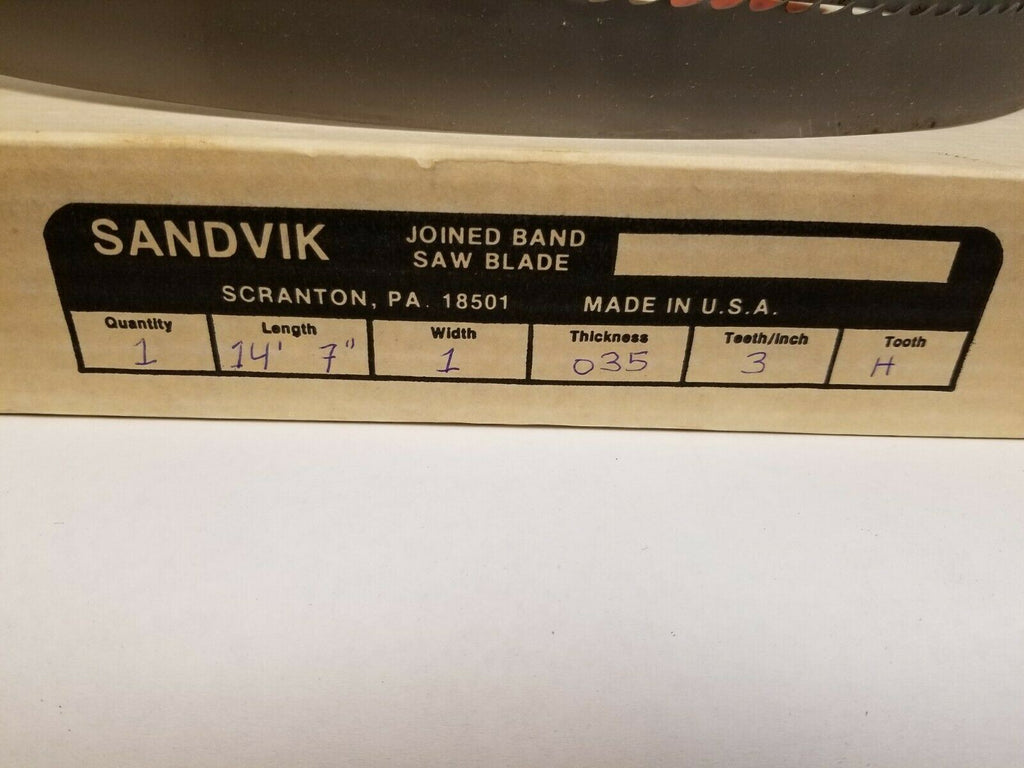 SANDVIK
JOINED BAND
SAW BLADE
SCRANTON, PA. 18501
MADE IN U.S.A.
Quantity
1
Length
14' 7"
Width
1
Thickness
035
Teeth/Inch
3
Tooth
H